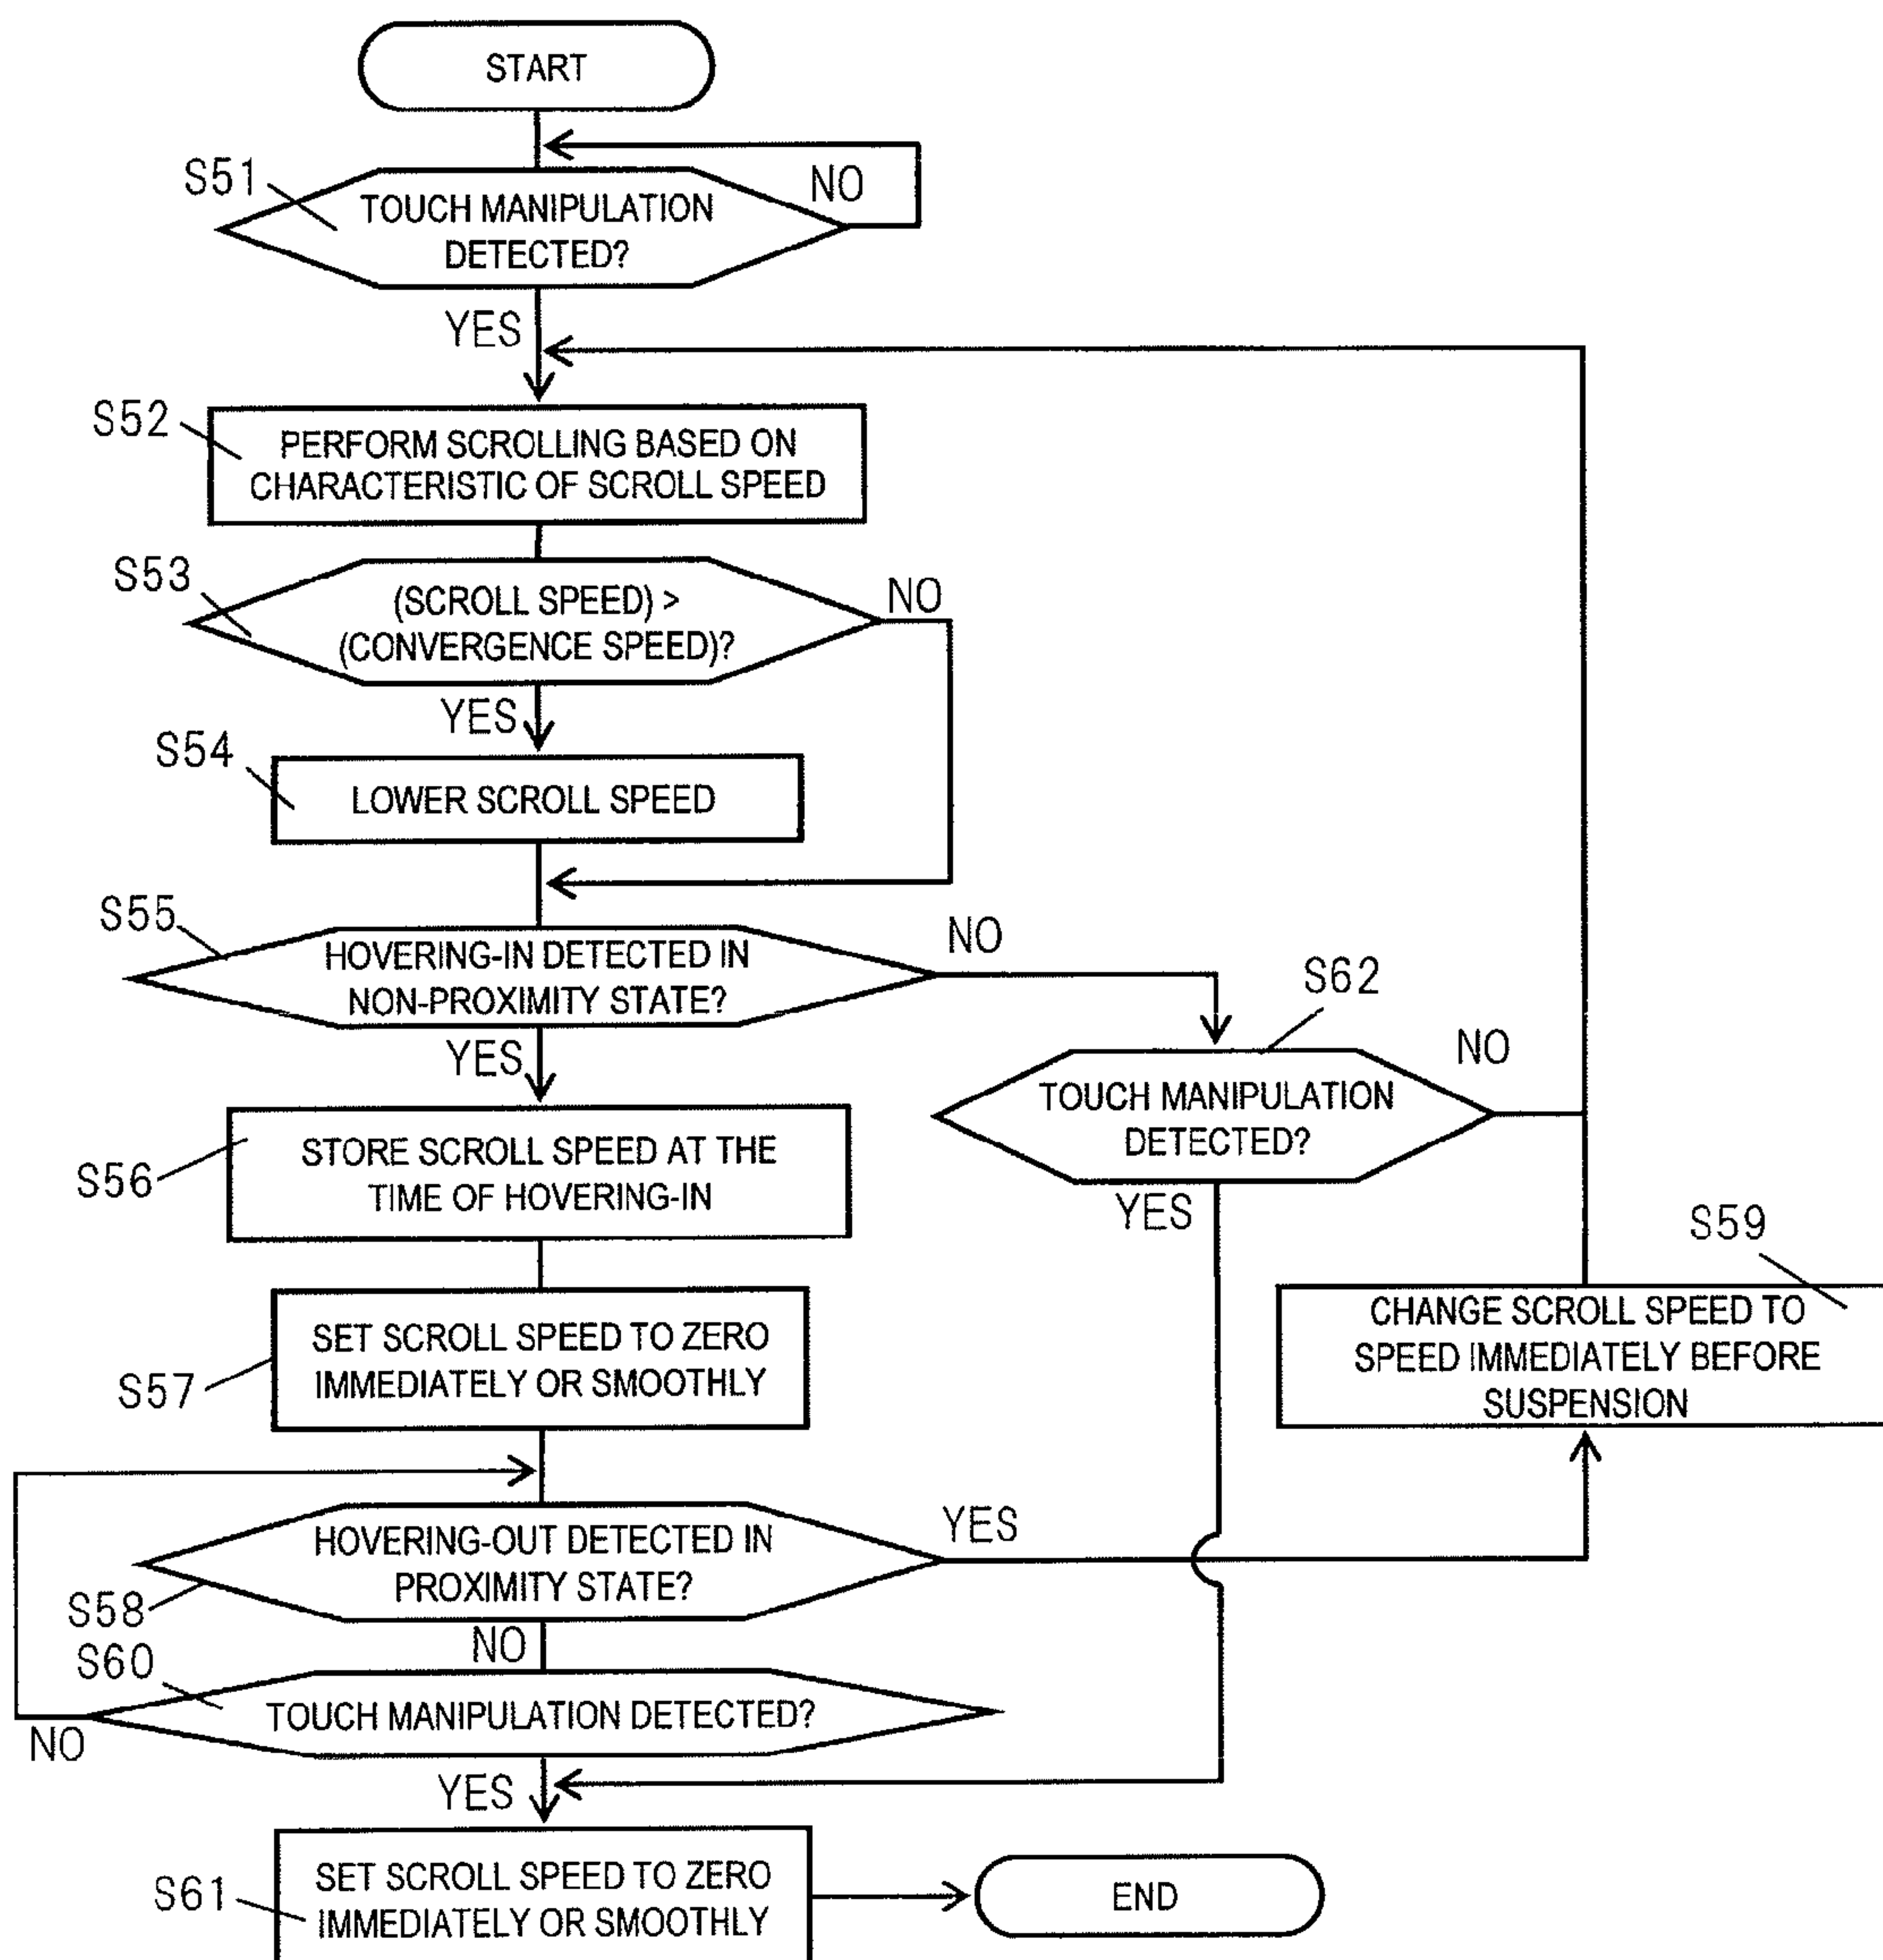 START
S51
TOUCH MANIPULATION
DETECTED?
NO
YES
S52
PERFORM SCROLLING BASED ON
CHARACTERISTIC OF SCROLL SPEED
S53
(SCROLL SPEED) >
(CONVERGENCE SPEED)?
NO
YES
S54
LOWER SCROLL SPEED
S55
HOVERING-IN DETECTED IN
NON-PROXIMITY STATE?
NO
YES
S62
TOUCH MANIPULATION
DETECTED?
NO
YES
S56
STORE SCROLL SPEED AT THE
TIME OF HOVERING-IN
S59
CHANGE SCROLL SPEED TO
SPEED IMMEDIATELY BEFORE
SUSPENSION
S57
SET SCROLL SPEED TO ZERO
IMMEDIATELY OR SMOOTHLY
S58
HOVERING-OUT DETECTED IN
PROXIMITY STATE?
YES
NO
S60
TOUCH MANIPULATION DETECTED?
NO
YES
S61
SET SCROLL SPEED TO ZERO
IMMEDIATELY OR SMOOTHLY
END